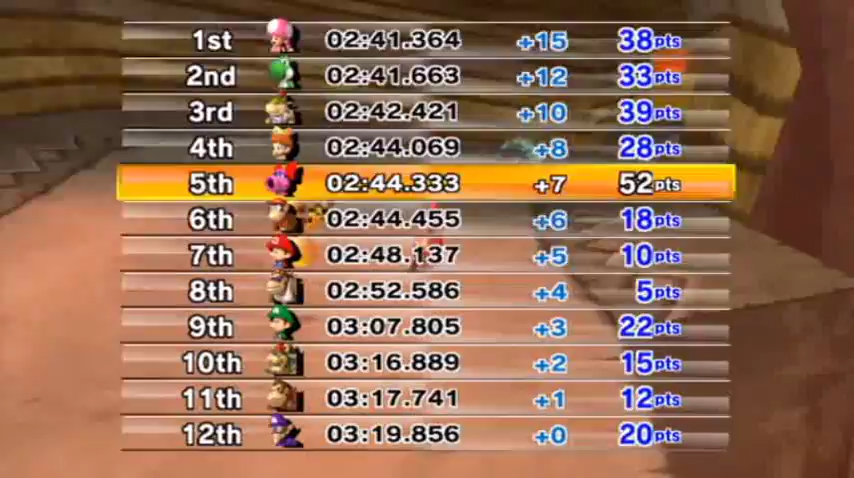 1st 02:41.364 +15 38pts
2nd 02:41.663 +12 33pts
3rd 02:42.421 +10 39pts
4th 02:44.069 +8 28pts
5th 02:44.333 +7 52pts
6th 02:44.455 +6 18pts
7th 02:48.137 +5 10pts
8th 02:52.586 +4 5pts
9th 03:07.805 +3 22pts
10th 03:16.889 +2 15pts
11th 03:17.741 +1 12pts
12th 03:19.856 +0 20pts